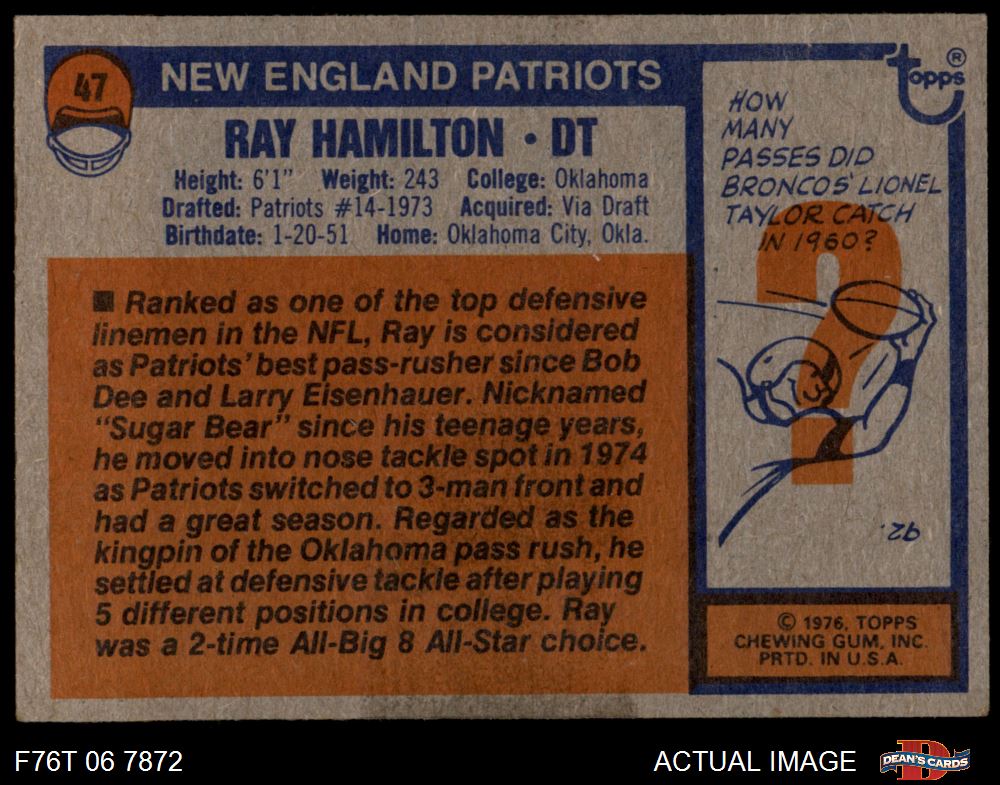 47
NEW ENGLAND PATRIOTS
RAY HAMILTON • DT
Height: 6'1" Weight: 243 College: Oklahoma
Drafted: Patriots #14-1973 Acquired: Via Draft
Birthdate: 1-20-51 Home: Oklahoma City, Okla.
■ Ranked as one of the top defensive
linemen in the NFL, Ray is considered
as Patriots' best pass-rusher since Bob
Dee and Larry Eisenhauer. Nicknamed
"Sugar Bear" since his teenage years,
he moved into nose tackle spot in 1974
as Patriots switched to 3-man front and
had a great season. Regarded as the
kingpin of the Oklahoma pass rush, he
settled at defensive tackle after playing
5 different positions in college. Ray
was a 2-time All-Big 8 All-Star choice.
topps®
HOW
MANY
PASSES DID
BRONCOS' LIONEL
TAYLOR CATCH
IN 1960?
?
.26
© 1976, TOPPS
CHEWING GUM, INC.
PRTD. IN U.S.A.
F76T 06 7872
ACTUAL IMAGE
D
DEAN'S CARDS